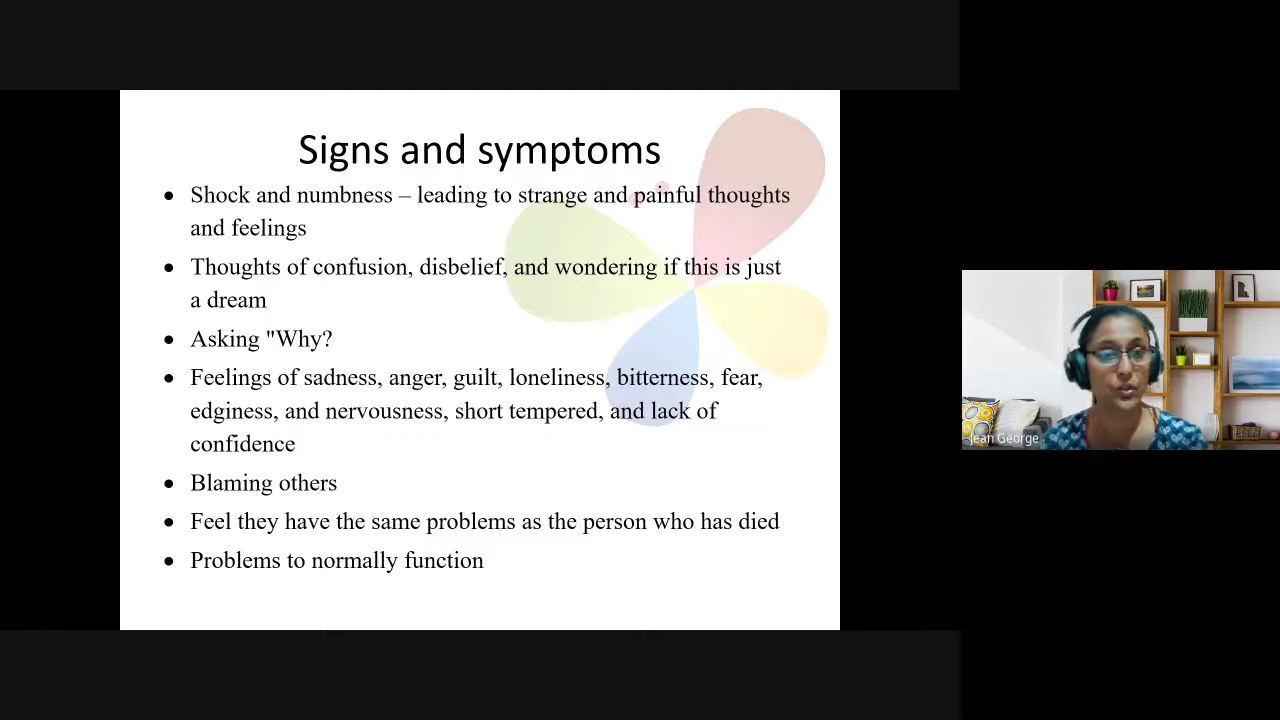 Signs and symptoms
• Shock and numbness – leading to strange and painful thoughts
and feelings
• Thoughts of confusion, disbelief, and wondering if this is just
a dream
• Asking "Why?
• Feelings of sadness, anger, guilt, loneliness, bitterness, fear,
edginess, and nervousness, short tempered, and lack of
confidence
• Blaming others
• Feel they have the same problems as the person who has died
• Problems to normally function
Jean George